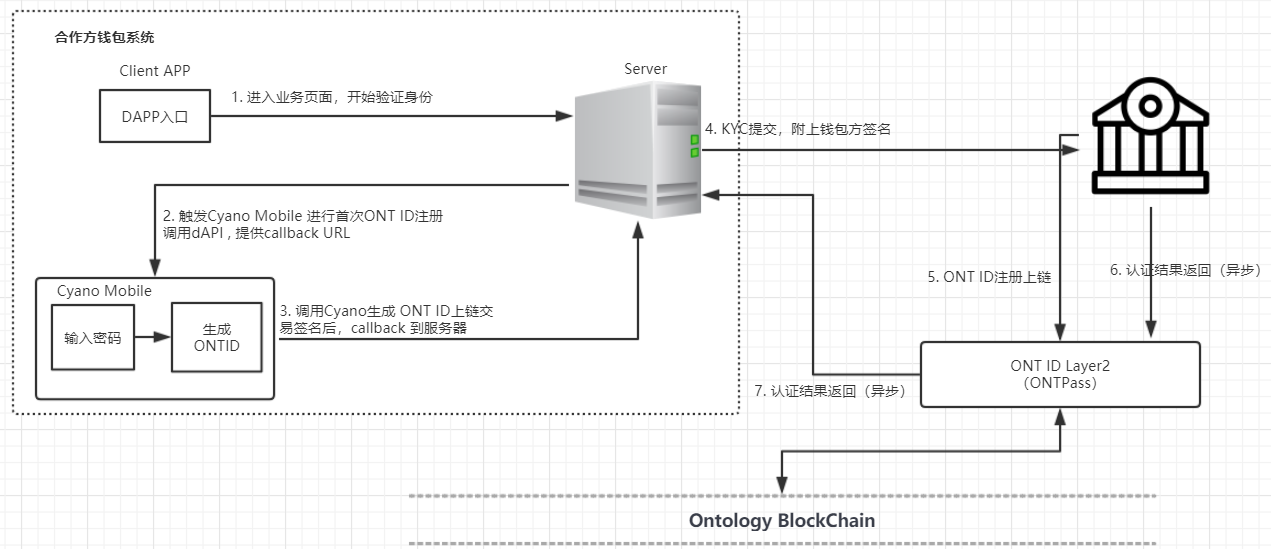 合作方钱包系统
Client APP
DAPP入口
1. 进入业务页面，开始验证身份
Server
4. KYC提交，附上钱包方签名
2. 触发Cyano Mobile 进行首次ONT ID注册
调用dAPI , 提供callback URL
Cyano Mobile
输入密码
生成
ONTID
3. 调用Cyano生成 ONT ID上链交
易签名后，callback 到服务器
5. ONT ID注册上链
6. 认证结果返回（异步）
7. 认证结果返回（异步）
ONT ID Layer2
（ONTPass）
Ontology BlockChain